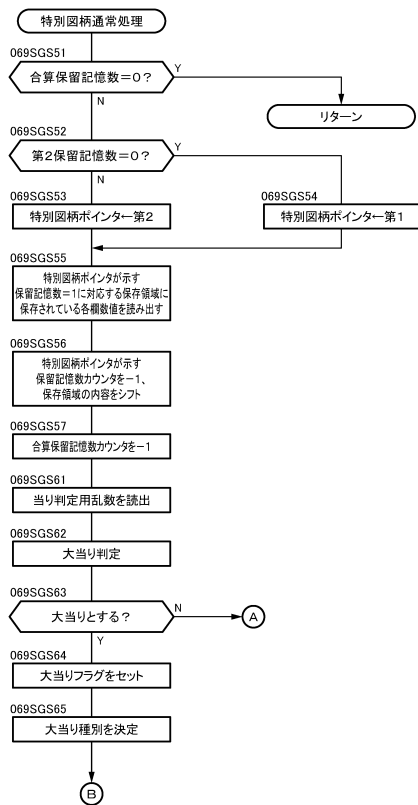 特別図柄通常処理
069SGS51
合算保留記憶数＝0？
Y
N
リターン
069SGS52
第2保留記憶数＝0？
Y
N
069SGS53
特別図柄ポインタ←第2
069SGS54
特別図柄ポインタ←第1
069SGS55
特別図柄ポインタが示す
保留記憶数＝1に対応する保存領域に
保存されている各欄数値を読み出す
069SGS56
特別図柄ポインタが示す
保留記憶数カウンタを－1、
保存領域の内容をシフト
069SGS57
合算保留記憶数カウンタを－1
069SGS61
当り判定用乱数を読出
069SGS62
大当り判定
069SGS63
大当りとする？
N
A
Y
069SGS64
大当りフラグをセット
069SGS65
大当り種別を決定
B